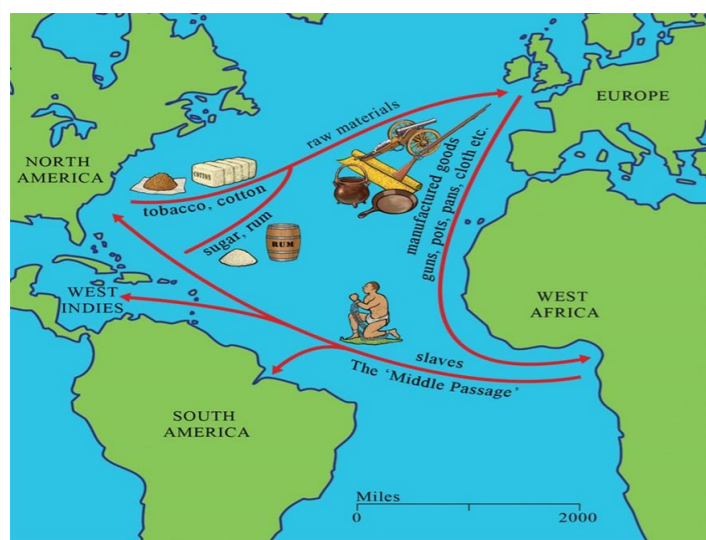 EUROPE
raw materials
NORTH
AMERICA
COTTON
tobacco, cotton
manufactured goods
guns, pots, pans, cloth etc.
sugar, rum
RUM
WEST
INDIES
WEST
AFRICA
slaves
The ‘Middle Passage’
SOUTH
AMERICA
Miles
0 2000